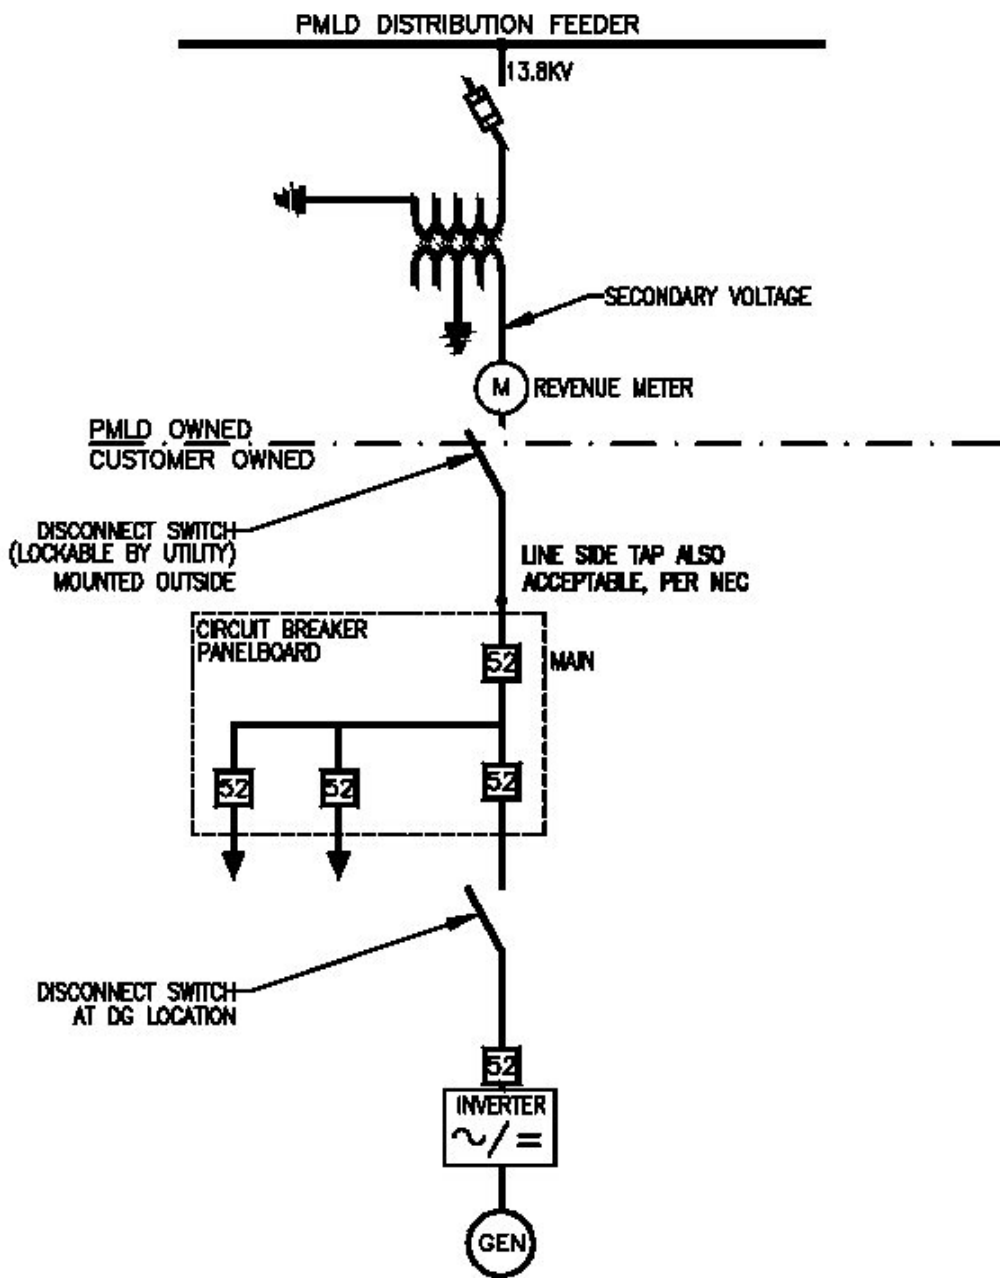 PMLD DISTRIBUTION FEEDER
13.8KV
SECONDARY VOLTAGE
M
REVENUE METER
PMLD OWNED
CUSTOMER OWNED
DISCONNECT SWITCH
(LOCKABLE BY UTILITY)
MOUNTED OUTSIDE
LINE SIDE TAP ALSO
ACCEPTABLE, PER NEC
CIRCUIT BREAKER
PANELBOARD
52
MAIN
52
52
52
DISCONNECT SWITCH
AT DG LOCATION
52
INVERTER
~/=
GEN